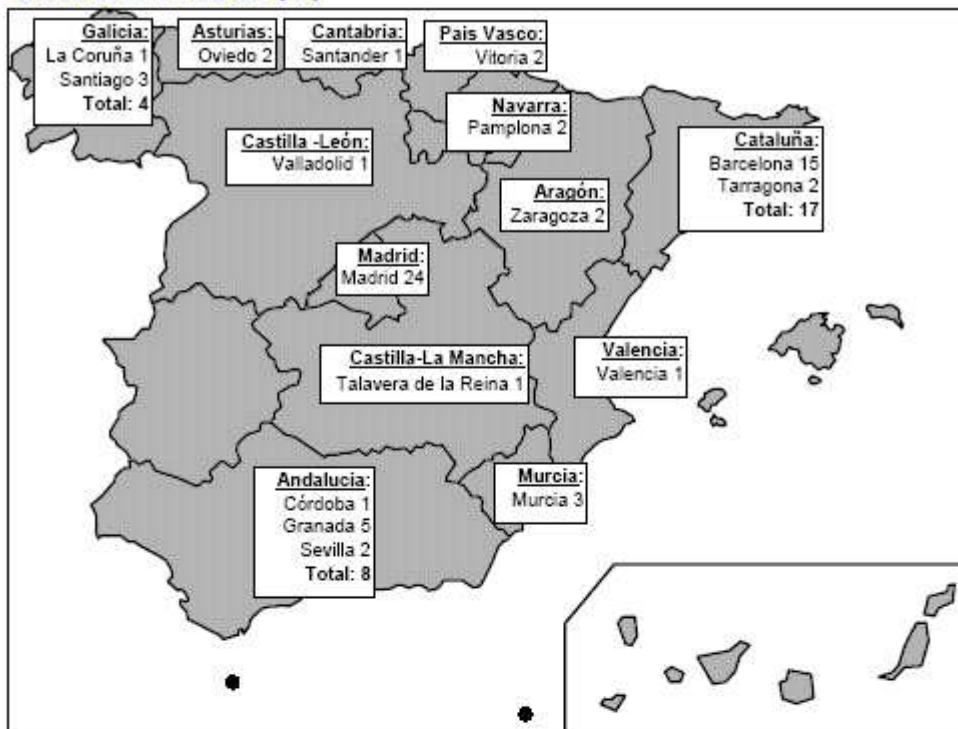 Galicia:
La Coruña 1
Santiago 3
Total: 4
Asturias:
Oviedo 2
Cantabria:
Santander 1
Pais Vasco:
Vitoria 2
Navarra:
Pamplona 2
Castilla -León:
Valladolid 1
Cataluña:
Barcelona 15
Tarragona 2
Total: 17
Aragón:
Zaragoza 2
Madrid:
Madrid 24
Castilla-La Mancha:
Talavera de la Reina 1
Valencia:
Valencia 1
Andalucia:
Córdoba 1
Granada 5
Sevilla 2
Total: 8
Murcia:
Murcia 3